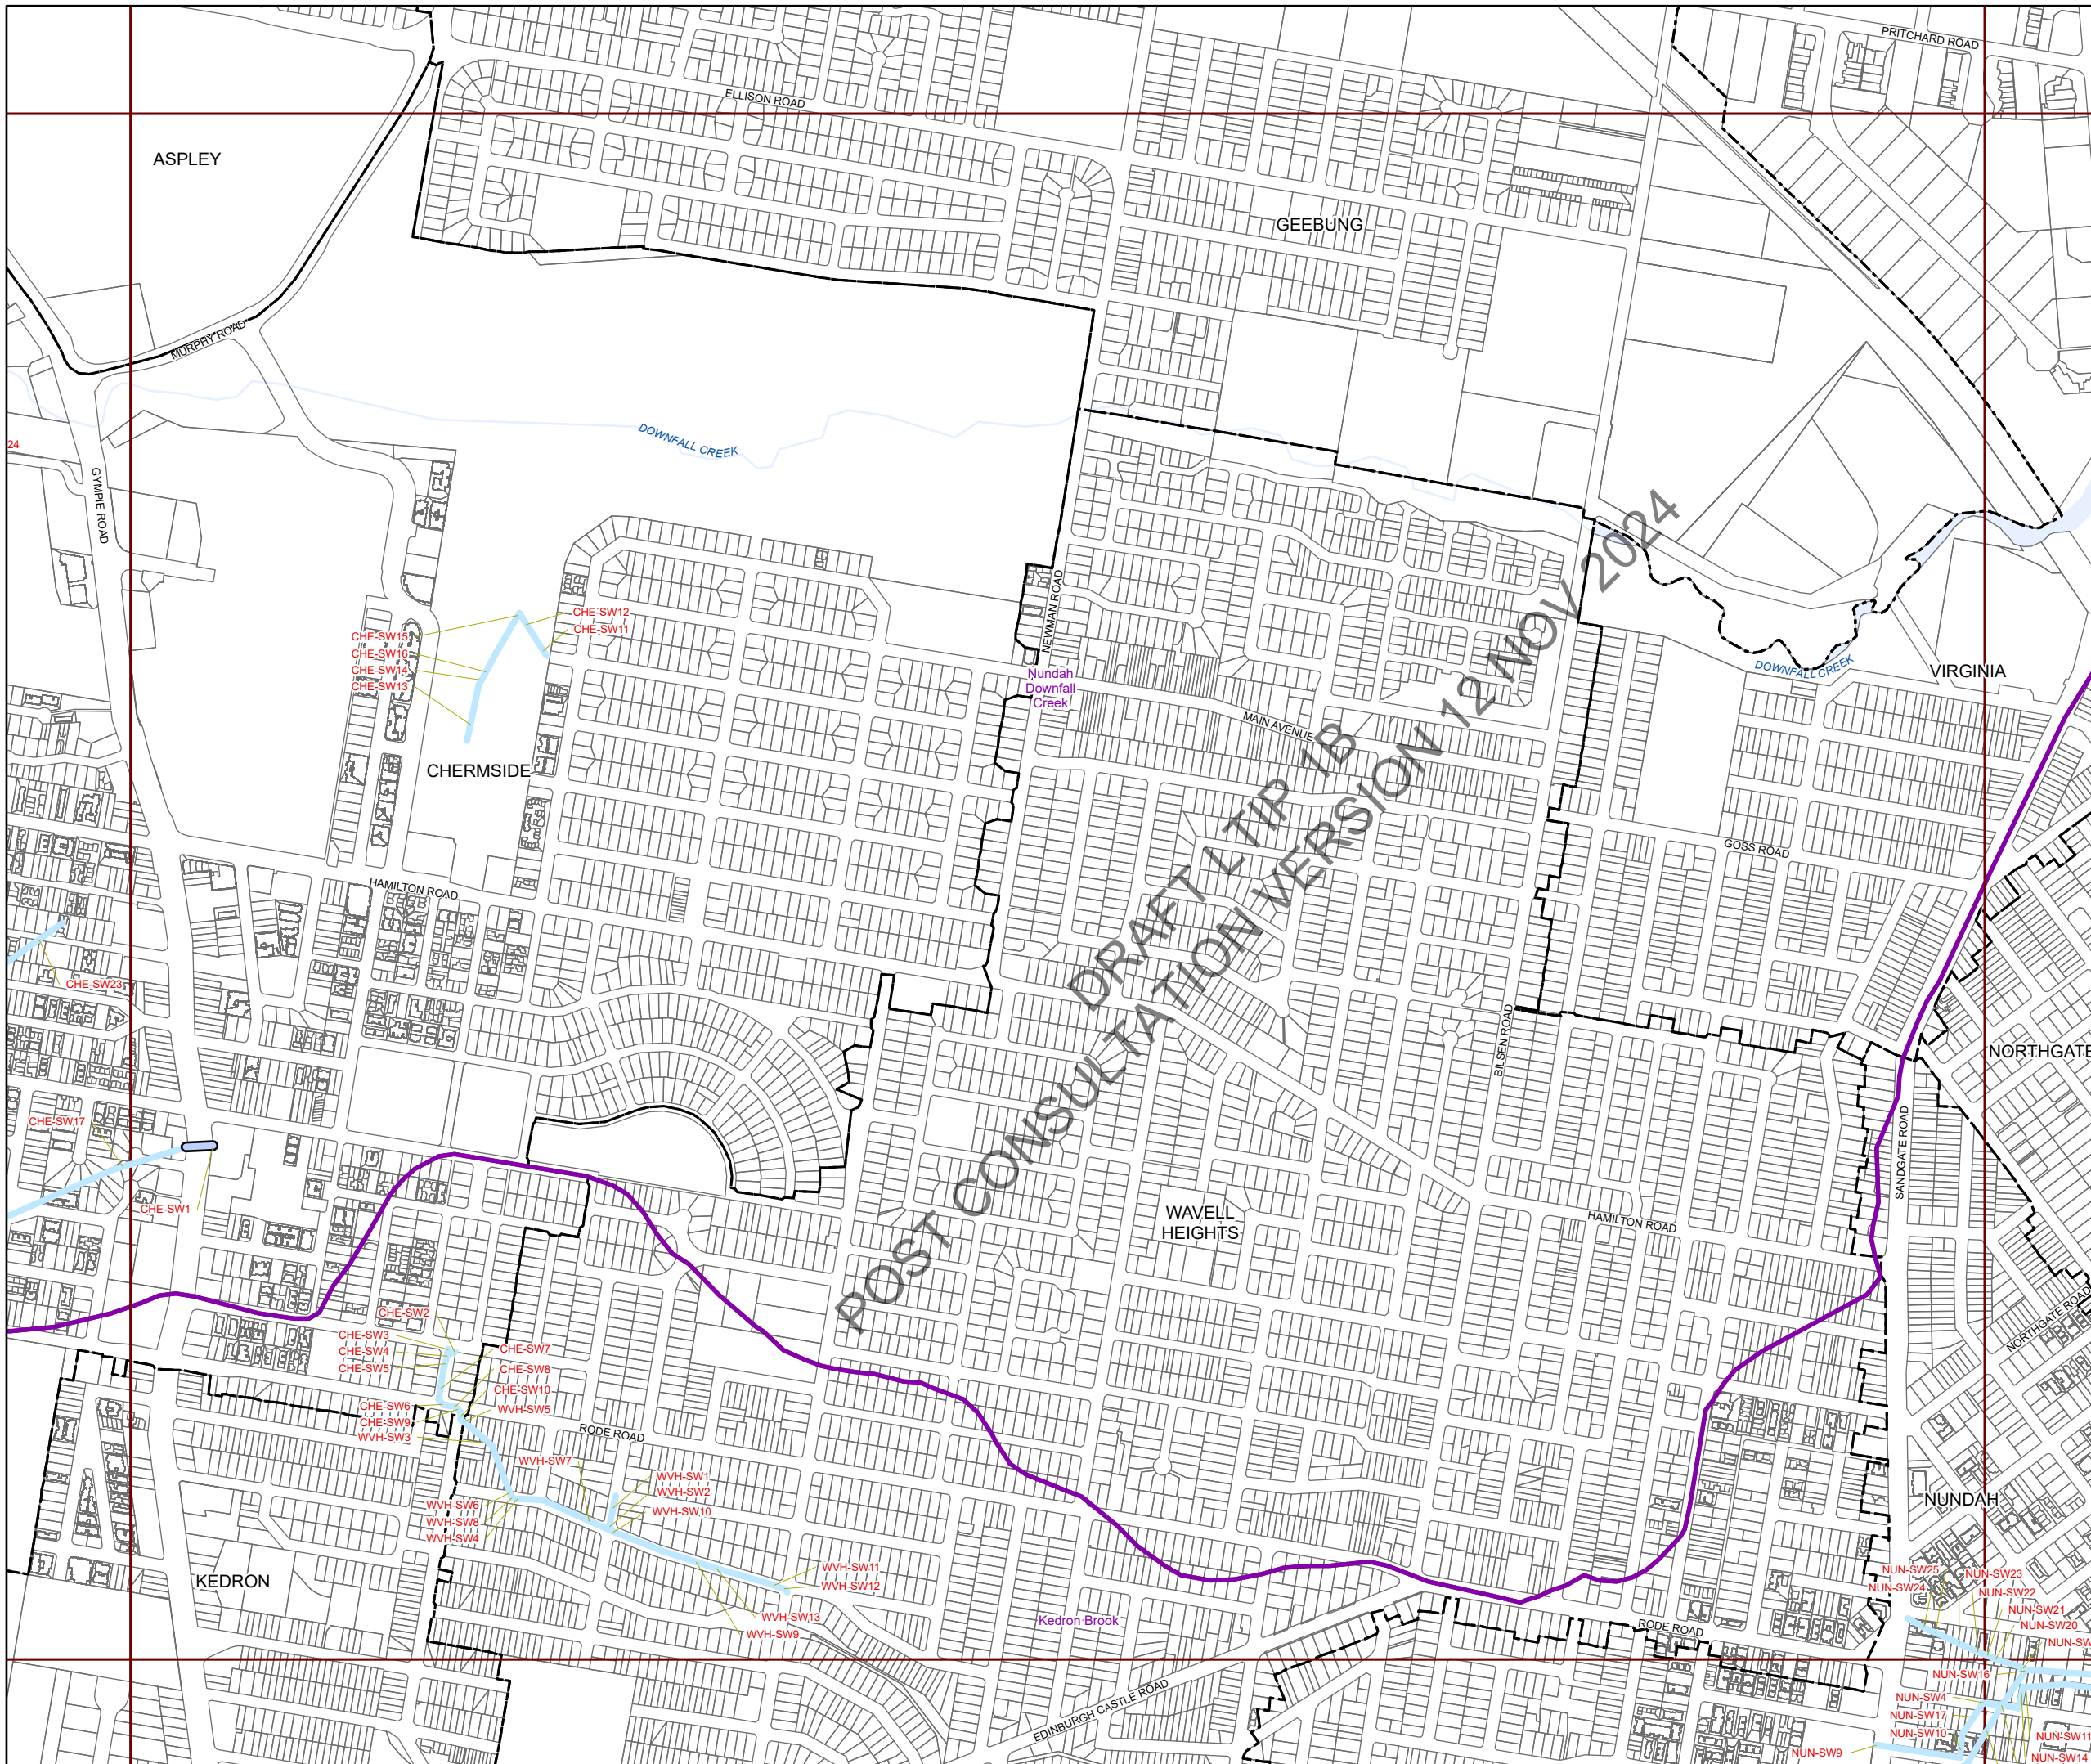 PRITCHARD ROAD
ELLISON ROAD
ASPLEY
GEEBUNG
MURPHY ROAD
DOWNFALL CREEK
24
GYMPIE ROAD
NEWMAN ROAD
CHE-SW12
CHE-SW11
CHE-SW15
CHE-SW16
CHE-SW14
CHE-SW13
Nundah
Downfall
Creek
DOWNFALL CREEK
VIRGINIA
MAIN AVENUE
CHERMSIDE
DRAFT LTIP 1B
POST CONSULTATION VERSION 12 NOV 2024
GOSS ROAD
HAMILTON ROAD
CHE-SW23
BILSEN ROAD
NORTHGATE
CHE-SW17
SANDGATE ROAD
CHE-SW1
WAVELL
HEIGHTS
HAMILTON ROAD
NORTHGATE ROAD
CHE-SW2
CHE-SW3
CHE-SW4
CHE-SW5
CHE-SW7
CHE-SW8
CHE-SW10
WVH-SW5
CHE-SW6
CHE-SW9
WVH-SW3
RODE ROAD
WVH-SW7
WVH-SW1
WVH-SW2
WVH-SW10
WVH-SW6
WVH-SW8
WVH-SW4
NUNDAH
KEDRON
WVH-SW11
WVH-SW12
WVH-SW13
WVH-SW9
Kedron Brook
NUN-SW25
NUN-SW24
NUN-SW23
NUN-SW22
NUN-SW21
NUN-SW20
NUN-SW
RODE ROAD
NUN-SW16
EDINBURGH CASTLE ROAD
NUN-SW4
NUN-SW17
NUN-SW10
NUN-SW11
NUN-SW9
NUN-SW14